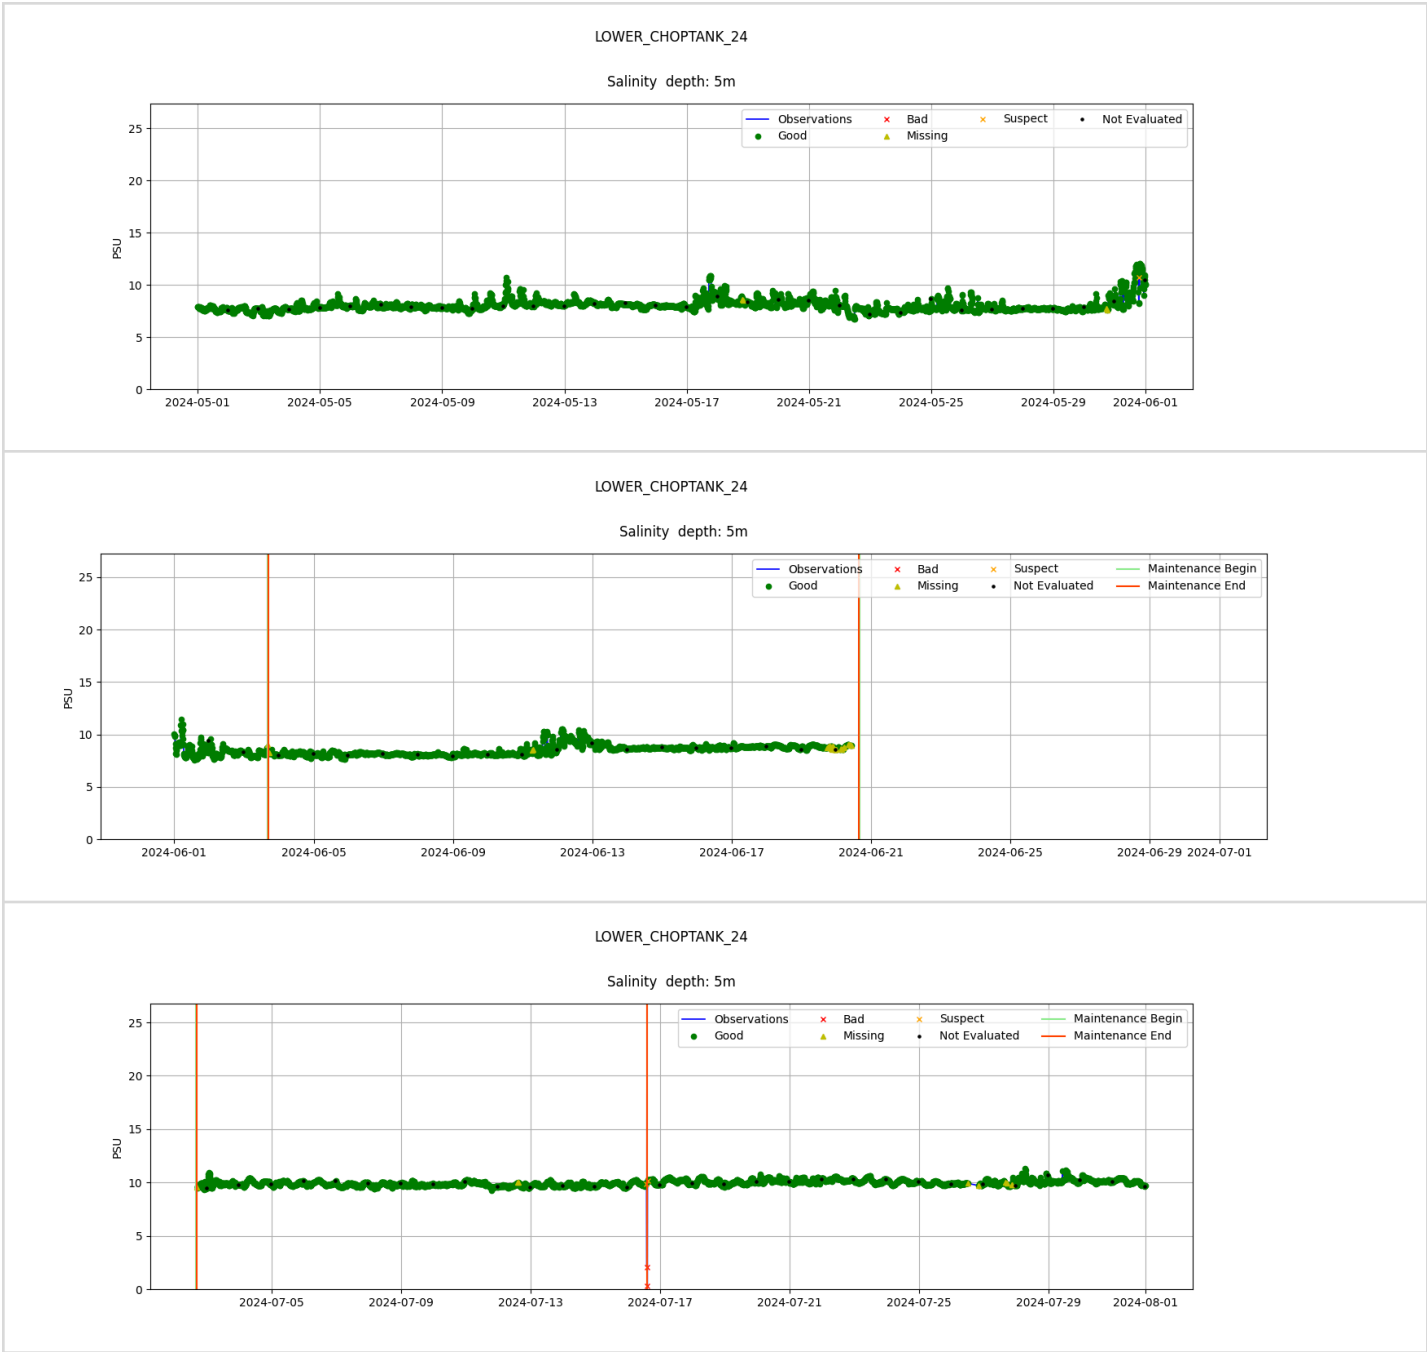 LOWER_CHOPTANK_24
Salinity depth: 5m
Observations Bad Suspect Not Evaluated
Good Missing
25
20
15
10
5
0
PSU
2024-05-01 2024-05-05 2024-05-09 2024-05-13 2024-05-17 2024-05-21 2024-05-25 2024-05-29 2024-06-01
LOWER_CHOPTANK_24
Salinity depth: 5m
Observations Bad Suspect Maintenance Begin
Good Missing Not Evaluated Maintenance End
25
20
15
10
5
0
PSU
2024-06-01 2024-06-05 2024-06-09 2024-06-13 2024-06-17 2024-06-21 2024-06-25 2024-06-29 2024-07-01
LOWER_CHOPTANK_24
Salinity depth: 5m
Observations Bad Suspect Maintenance Begin
Good Missing Not Evaluated Maintenance End
25
20
15
10
5
0
PSU
2024-07-05 2024-07-09 2024-07-13 2024-07-17 2024-07-21 2024-07-25 2024-07-29 2024-08-01